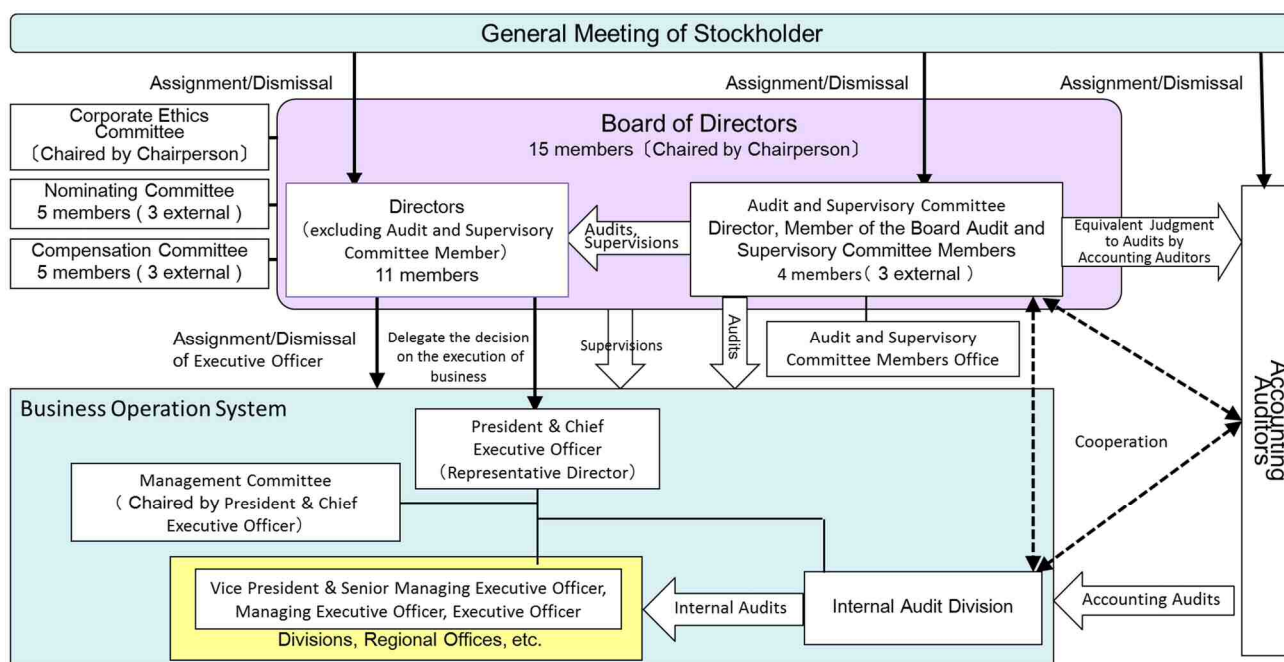 General Meeting of Stockholder
Assignment/Dismissal
Assignment/Dismissal
Assignment/Dismissal
Corporate Ethics
Committee
〔Chaired by Chairperson〕
Nominating Committee
5 members ( 3 external )
Compensation Committee
5 members ( 3 external )
Board of Directors
15 members〔Chaired by Chairperson〕
Directors
(excluding Audit and Supervisory
Committee Member)
11 members
Audits,
Supervisions
Audit and Supervisory Committee
Director, Member of the Board Audit and
Supervisory Committee Members
4 members( 3 external )
Equivalent Judgment
to Audits by
Accounting Auditors
Assignment/Dismissal
of Executive Officer
Delegate the decision
on the execution of
business
Supervisions
Audits
Audit and Supervisory
Committee Members Office
Accounting
Auditors
Business Operation System
President & Chief
Executive Officer
(Representative Director)
Management Committee
( Chaired by President & Chief
Executive Officer)
Cooperation
Vice President & Senior Managing Executive Officer,
Managing Executive Officer, Executive Officer
Divisions, Regional Offices, etc.
Internal Audits
Internal Audit Division
Accounting Audits